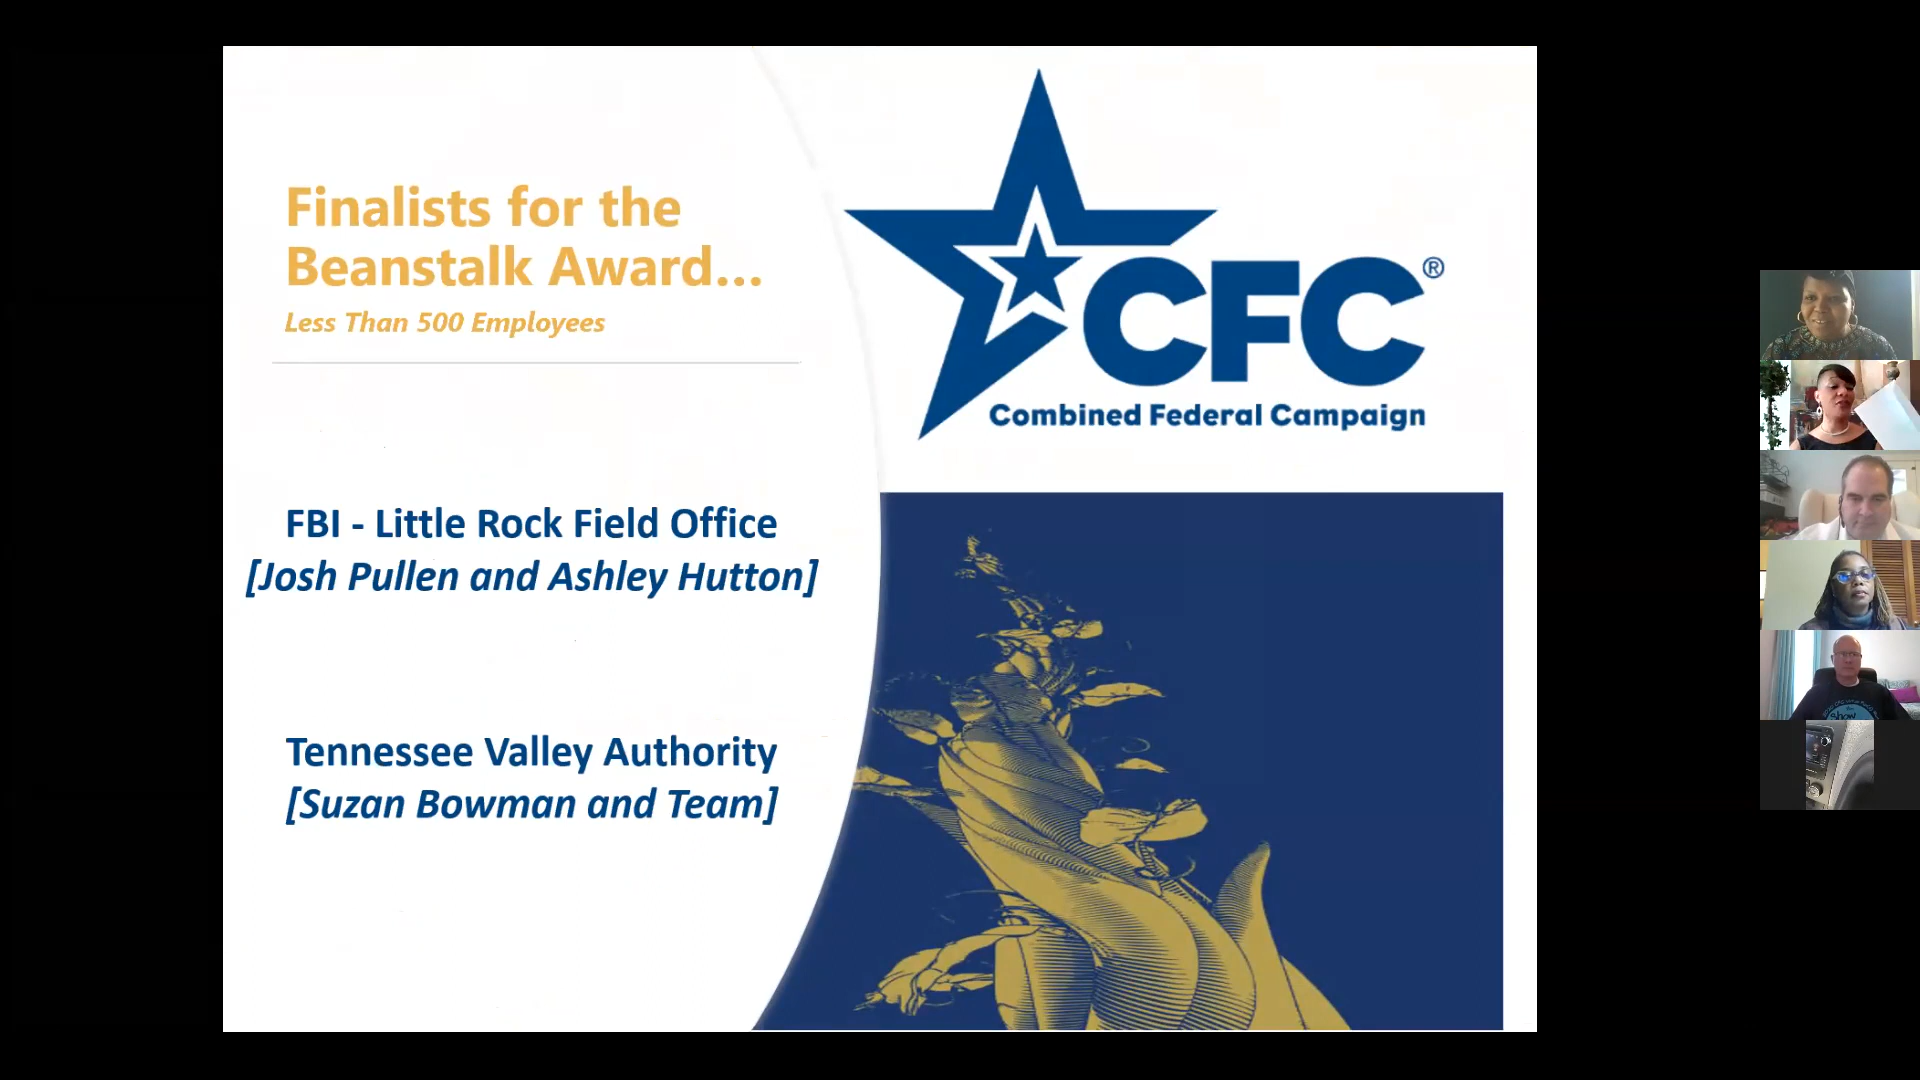 Finalists for the
Beanstalk Award...
Less Than 500 Employees
CFC®
Combined Federal Campaign
FBI - Little Rock Field Office
[Josh Pullen and Ashley Hutton]
Tennessee Valley Authority
[Suzan Bowman and Team]
Show